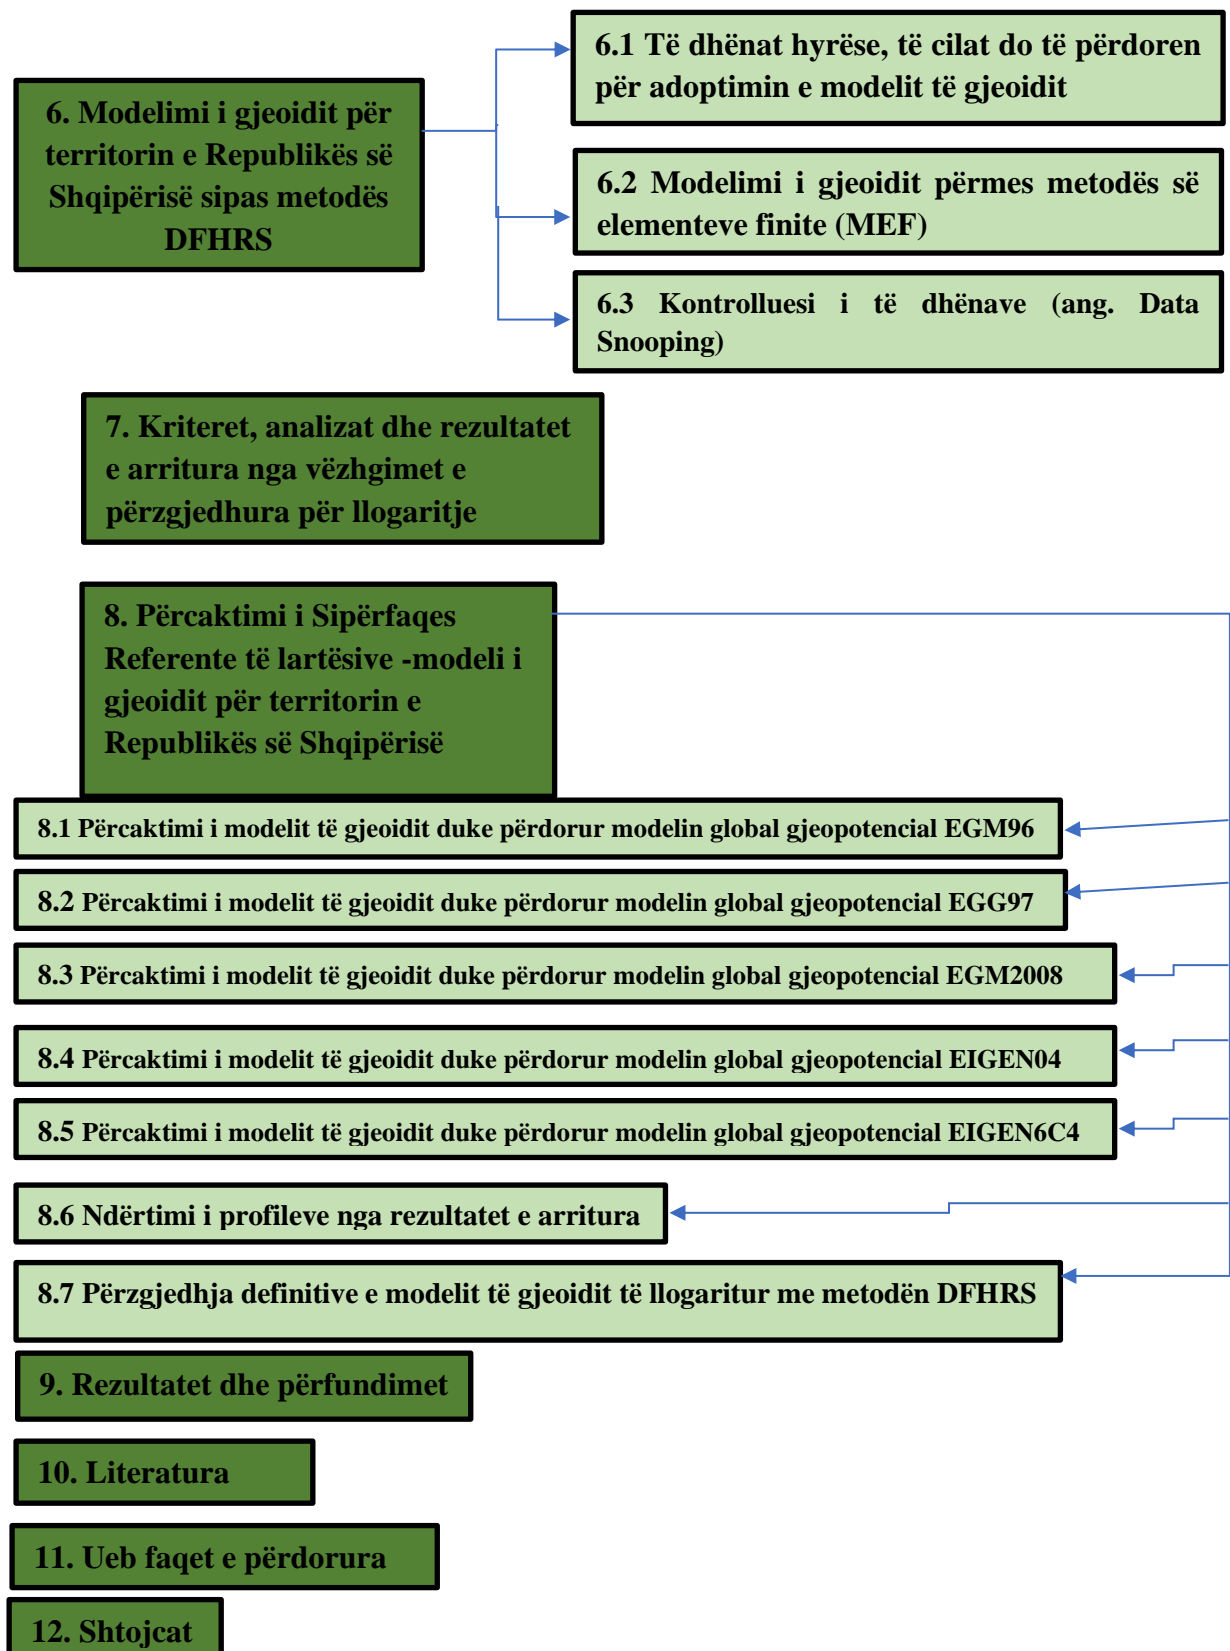 6. Modelimi i gjeoidit për
territorin e Republikës së
Shqipërisë sipas metodës
DFHRS
6.1 Të dhënat hyrëse, të cilat do të përdoren
për adoptimin e modelit të gjeoidit
6.2 Modelimi i gjeoidit përmes metodës së
elementeve finite (MEF)
6.3 Kontrolluesi i të dhënave (ang. Data
Snooping)
7. Kriteret, analizat dhe rezultatet
e arritura nga vëzhgimet e
përzgjedhura për llogaritje
8. Përcaktimi i Sipërfaqes
Referente të lartësive -modeli i
gjeoidit për territorin e
Republikës së Shqipërisë
8.1 Përcaktimi i modelit të gjeoidit duke përdorur modelin global gjeopotencial EGM96
8.2 Përcaktimi i modelit të gjeoidit duke përdorur modelin global gjeopotencial EGG97
8.3 Përcaktimi i modelit të gjeoidit duke përdorur modelin global gjeopotencial EGM2008
8.4 Përcaktimi i modelit të gjeoidit duke përdorur modelin global gjeopotencial EIGEN04
8.5 Përcaktimi i modelit të gjeoidit duke përdorur modelin global gjeopotencial EIGEN6C4
8.6 Ndërtimi i profileve nga rezultatet e arritura
8.7 Përzgjedhja definitive e modelit të gjeoidit të llogaritur me metodën DFHRS
9. Rezultatet dhe përfundimet
10. Literatura
11. Ueb faqet e përdorura
12. Shtojcat